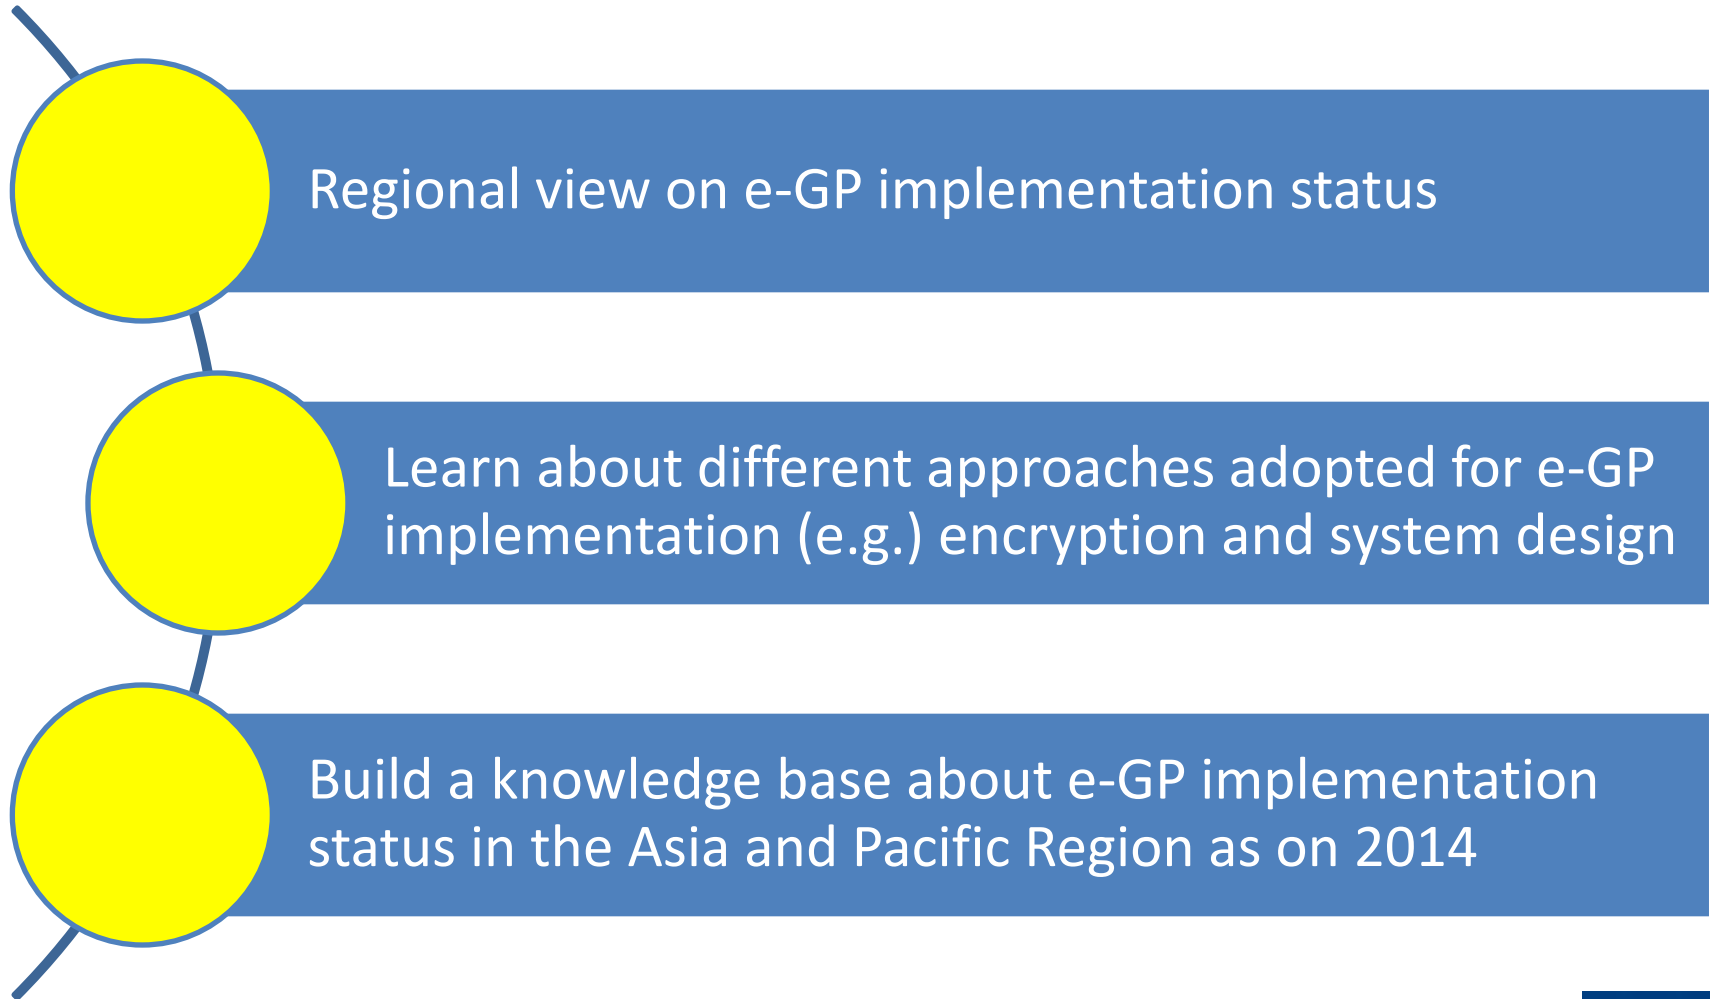 Regional view on e-GP implementation status
Learn about different approaches adopted for e-GP
implementation (e.g.) encryption and system design
Build a knowledge base about e-GP implementation
status in the Asia and Pacific Region as on 2014